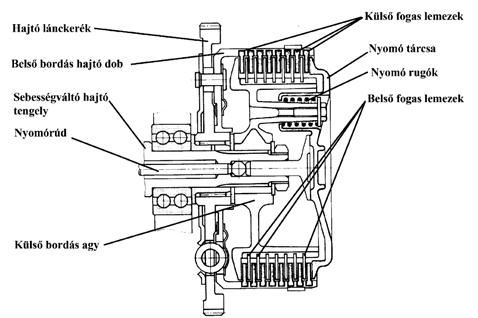 Hajtó lánckerék
Belső bordás hajtó dob
Sebességváltó hajtó
tengely
Nyomórúd
Külső bordás agy
Külső fogas lemezek
Nyomó tárcsa
Nyomó rugók
Belső fogas lemezek